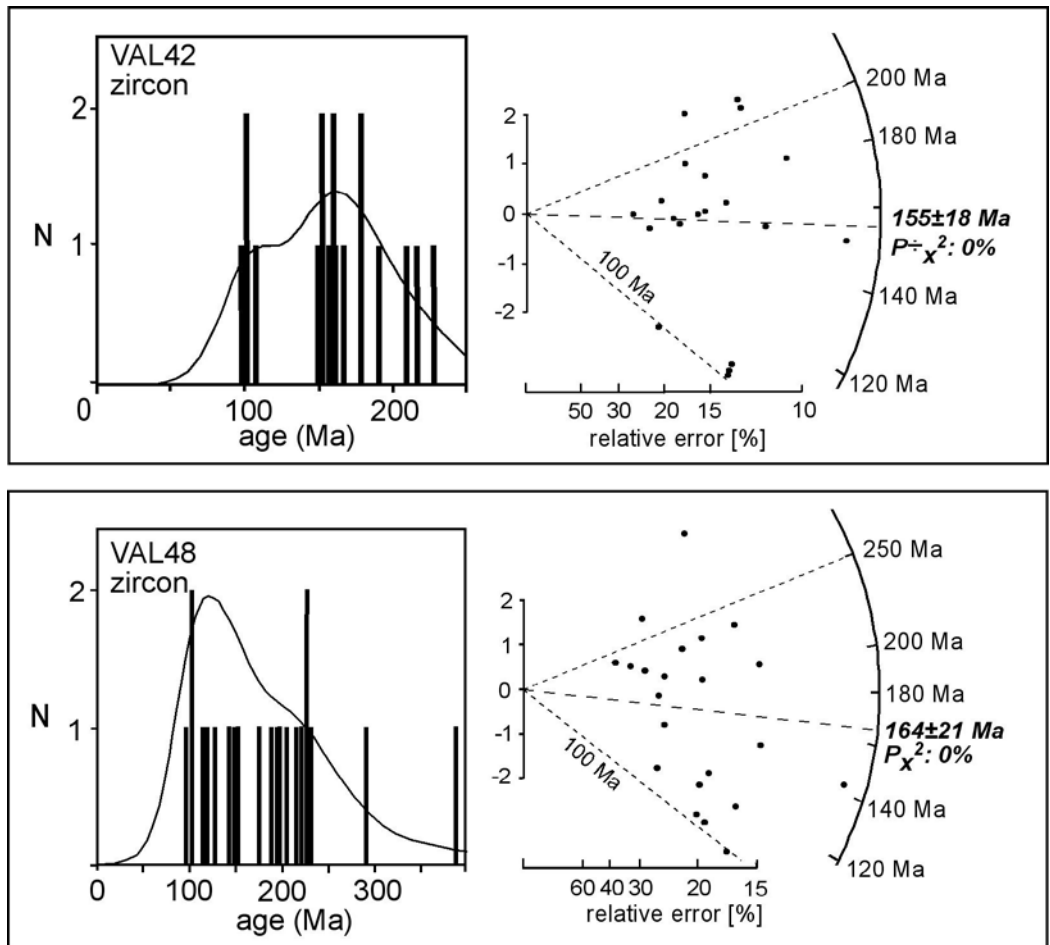 VAL42
zircon
2
1
N
0
0 100 200
age (Ma)
2
1
0
-1
-2
100 Ma
50 30 20 15 10
relative error [%]
200 Ma
180 Ma
155±18 Ma
P÷x²: 0%
140 Ma
120 Ma
VAL48
zircon
2
1
N
0
0 100 200 300
age (Ma)
2
1
0
-1
-2
100 Ma
60 40 30 20 15
relative error [%]
250 Ma
200 Ma
180 Ma
164±21 Ma
Px²: 0%
140 Ma
120 Ma